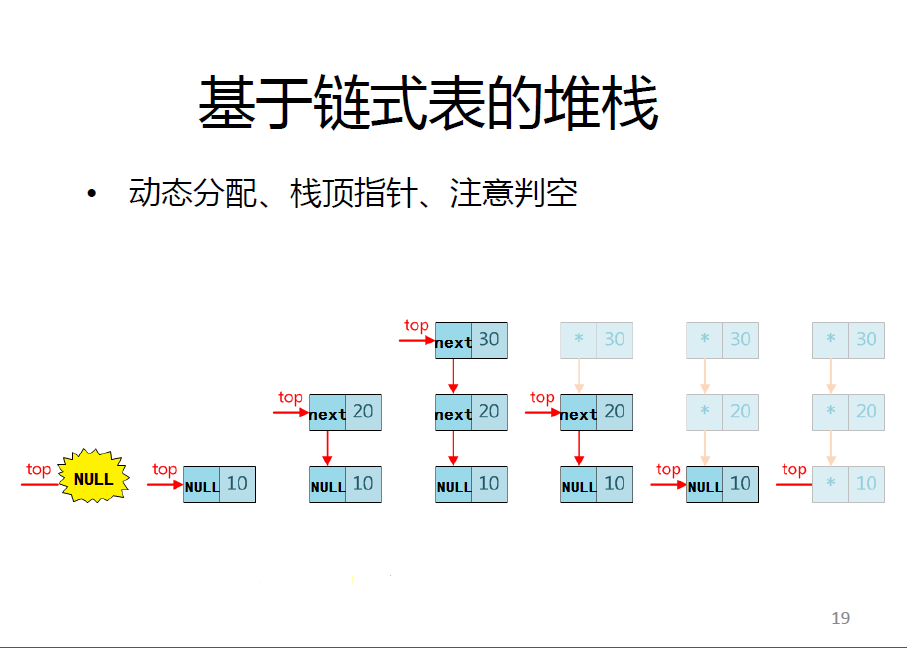 基于链式表的堆栈
• 动态分配、栈顶指针、注意判空
top next 30 * 30 * 30 * 30
top next 20 next 20 top next 20 * 20 * 20
top NULL top NULL 10 NULL 10 NULL 10 NULL 10 top NULL 10 top * 10
19